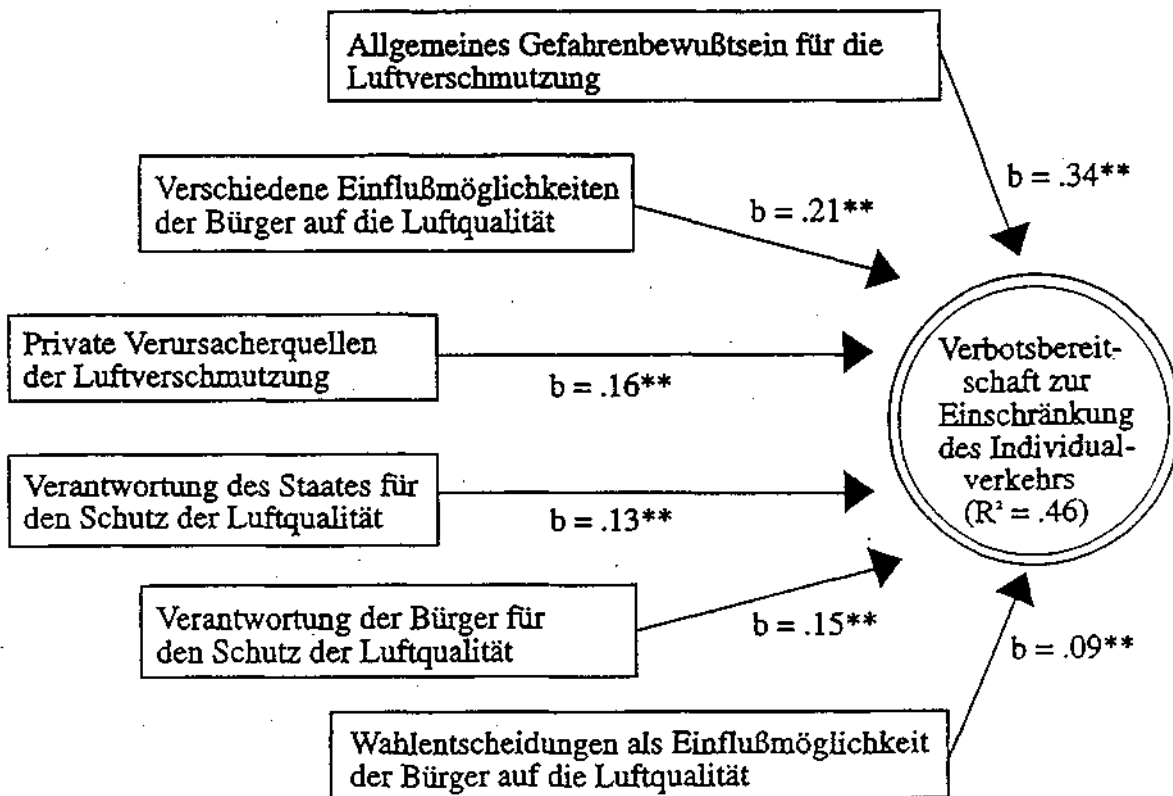 Allgemeines Gefahrenbewußtsein für die
Luftverschmutzung
b = .34**
Verschiedene Einflußmöglichkeiten
der Bürger auf die Luftqualität
b = .21**
Private Verursacherquellen
der Luftverschmutzung
b = .16**
Verbotsbereit-
schaft zur
Einschränkung
des Individual-
verkehrs
(R² = .46)
Verantwortung des Staates für
den Schutz der Luftqualität
b = .13**
Verantwortung der Bürger für
den Schutz der Luftqualität
b = .15**
b = .09**
Wahlentscheidungen als Einflußmöglichkeit
der Bürger auf die Luftqualität